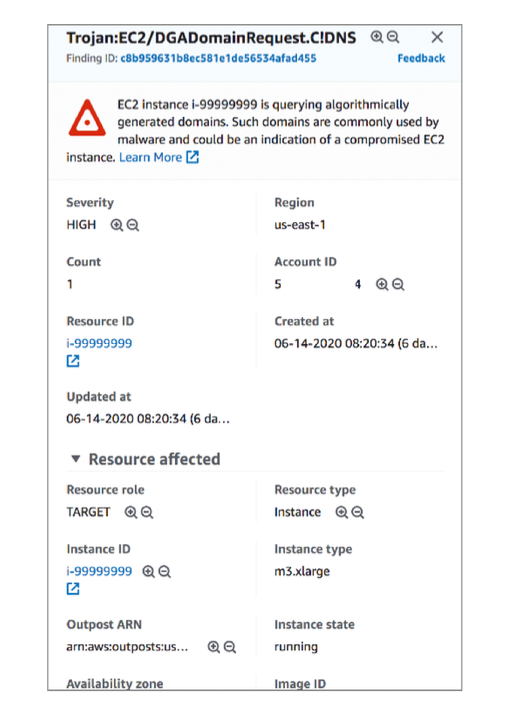 Trojan:EC2/DGADomainRequest.C!DNS
Finding ID: c8b959631b8ec581e1de56534afad455
Feedback
EC2 instance i-99999999 is querying algorithmically
generated domains. Such domains are commonly used by
malware and could be an indication of a compromised EC2
instance. Learn More
Severity
Region
HIGH
us-east-1
Count
Account ID
1
5 4
Resource ID
Created at
i-99999999
06-14-2020 08:20:34 (6 da...
Updated at
06-14-2020 08:20:34 (6 da...
Resource affected
Resource role
Resource type
TARGET
Instance
Instance ID
Instance type
i-99999999
m3.xlarge
Outpost ARN
Instance state
arn:aws:outposts:us...
running
Availability zone
Image ID